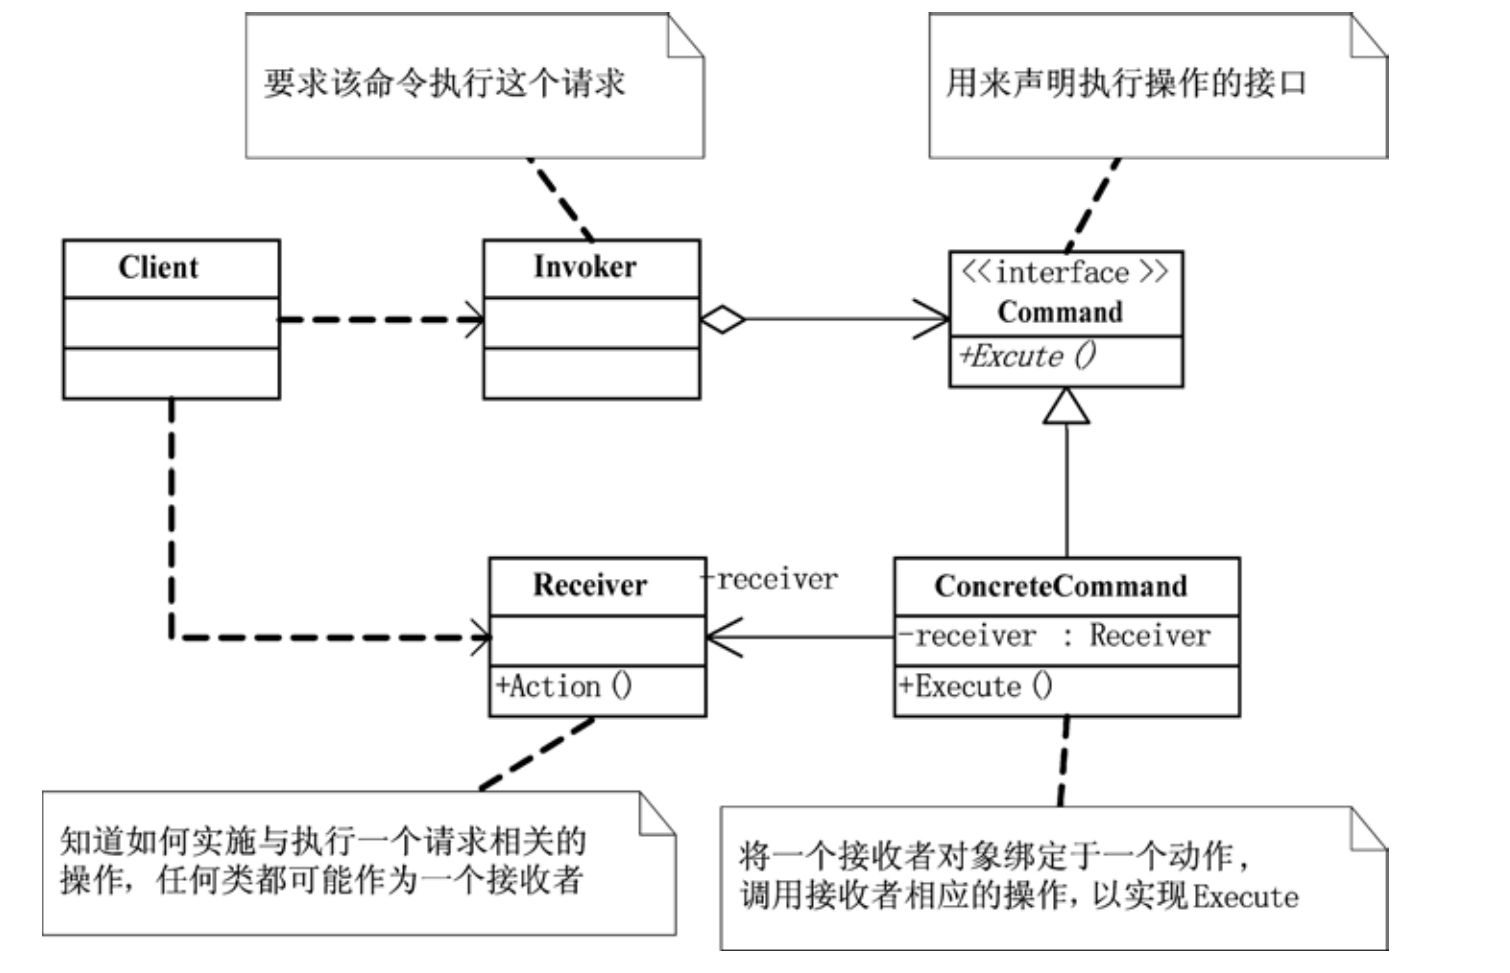 要求该命令执行这个请求
用来声明执行操作的接口
Client
Invoker
<<interface>>
Command
+Excute()
Receiver
-receiver
+Action()
ConcreteCommand
-receiver : Receiver
+Execute()
知道如何实施与执行一个请求相关的
操作, 任何类都可能作为一个接收者
将一个接收者对象绑定于一个动作,
调用接收者相应的操作, 以实现Execute